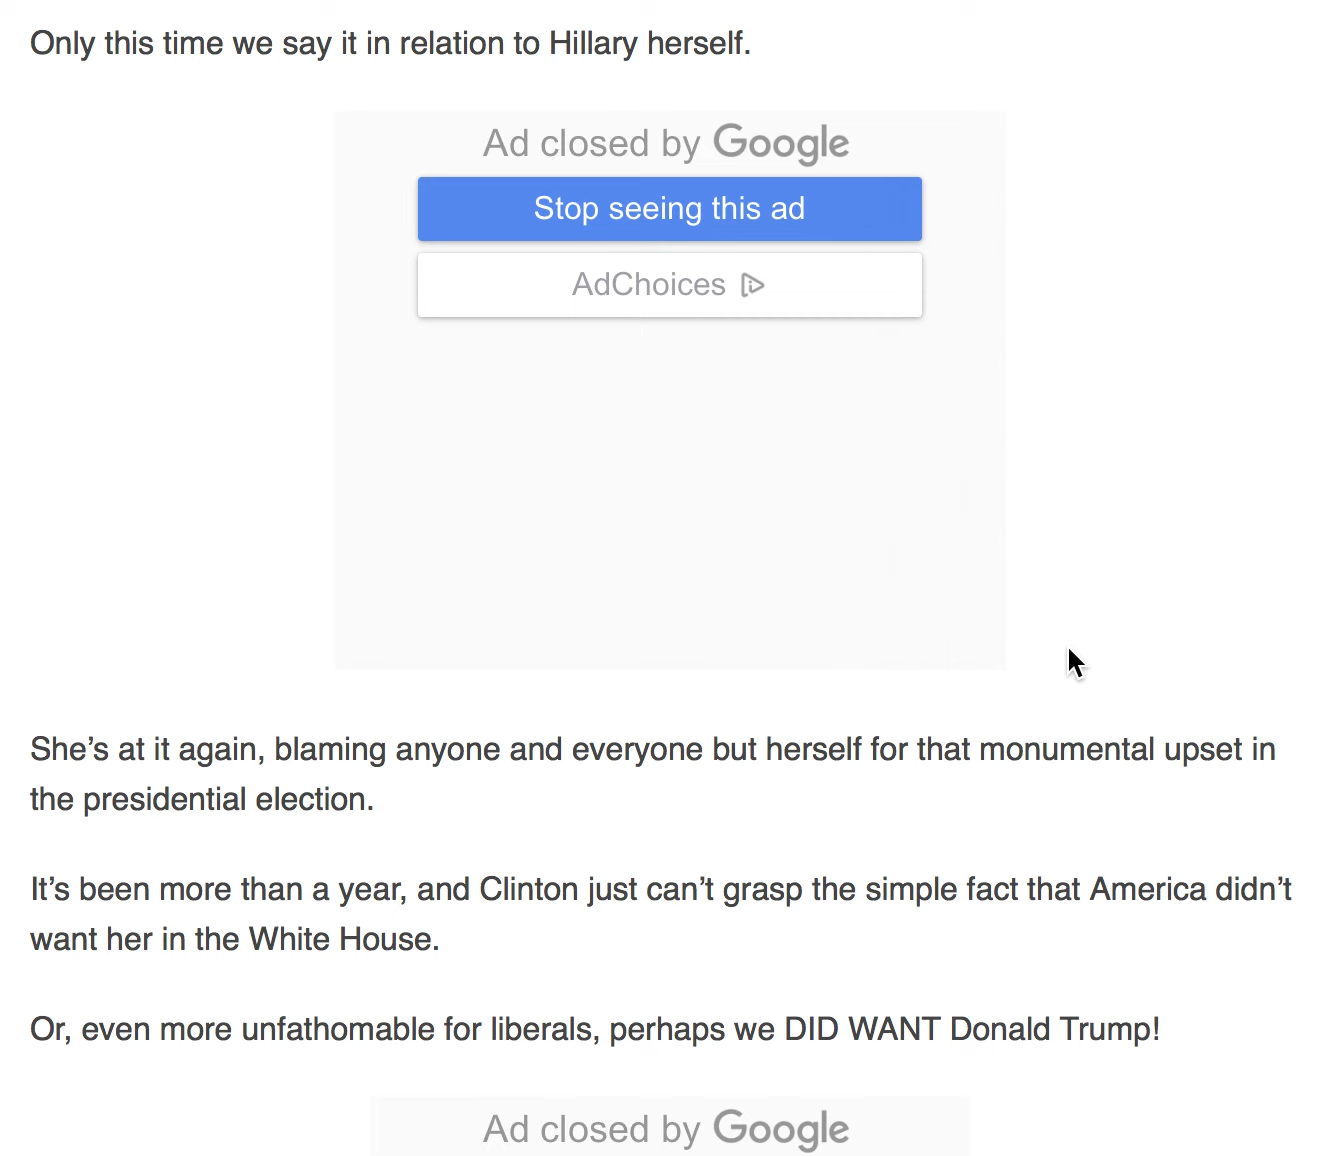 Only this time we say it in relation to Hillary herself.
Ad closed by Google
Stop seeing this ad
AdChoices
She’s at it again, blaming anyone and everyone but herself for that monumental upset in
the presidential election.
It’s been more than a year, and Clinton just can’t grasp the simple fact that America didn’t
want her in the White House.
Or, even more unfathomable for liberals, perhaps we DID WANT Donald Trump!
Ad closed by Google